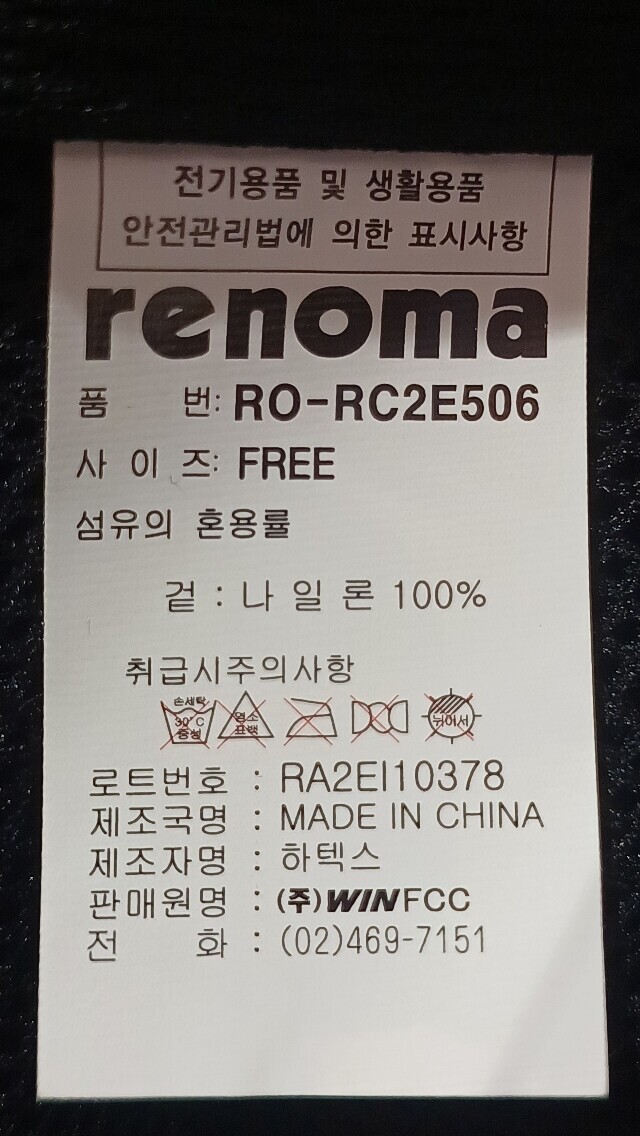 전기용품 및 생활용품
안전관리법에 의한 표시사항
renoma
품 번: RO-RC2E506
사 이 즈: FREE
섬유의 혼용률
겉 : 나 일 론 100%
취급시주의사항
손세탁 30°C 중성 염소 표백 뉘어서
로트번호 : RA2EI10378
제조국명 : MADE IN CHINA
제조자명 : 하텍스
판매원명 : (주)WINFCC
전 화 : (02)469-7151